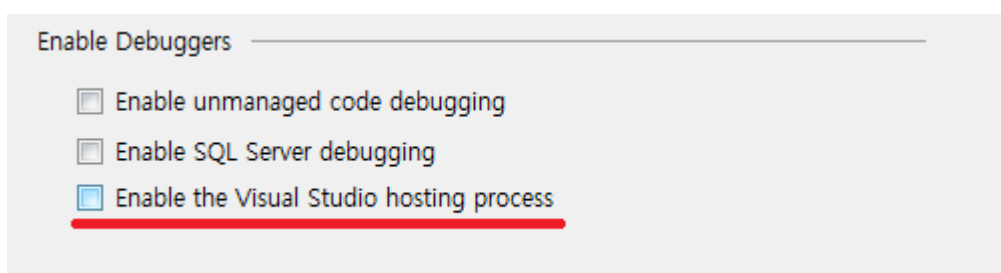 Enable Debuggers
Enable unmanaged code debugging
Enable SQL Server debugging
Enable the Visual Studio hosting process